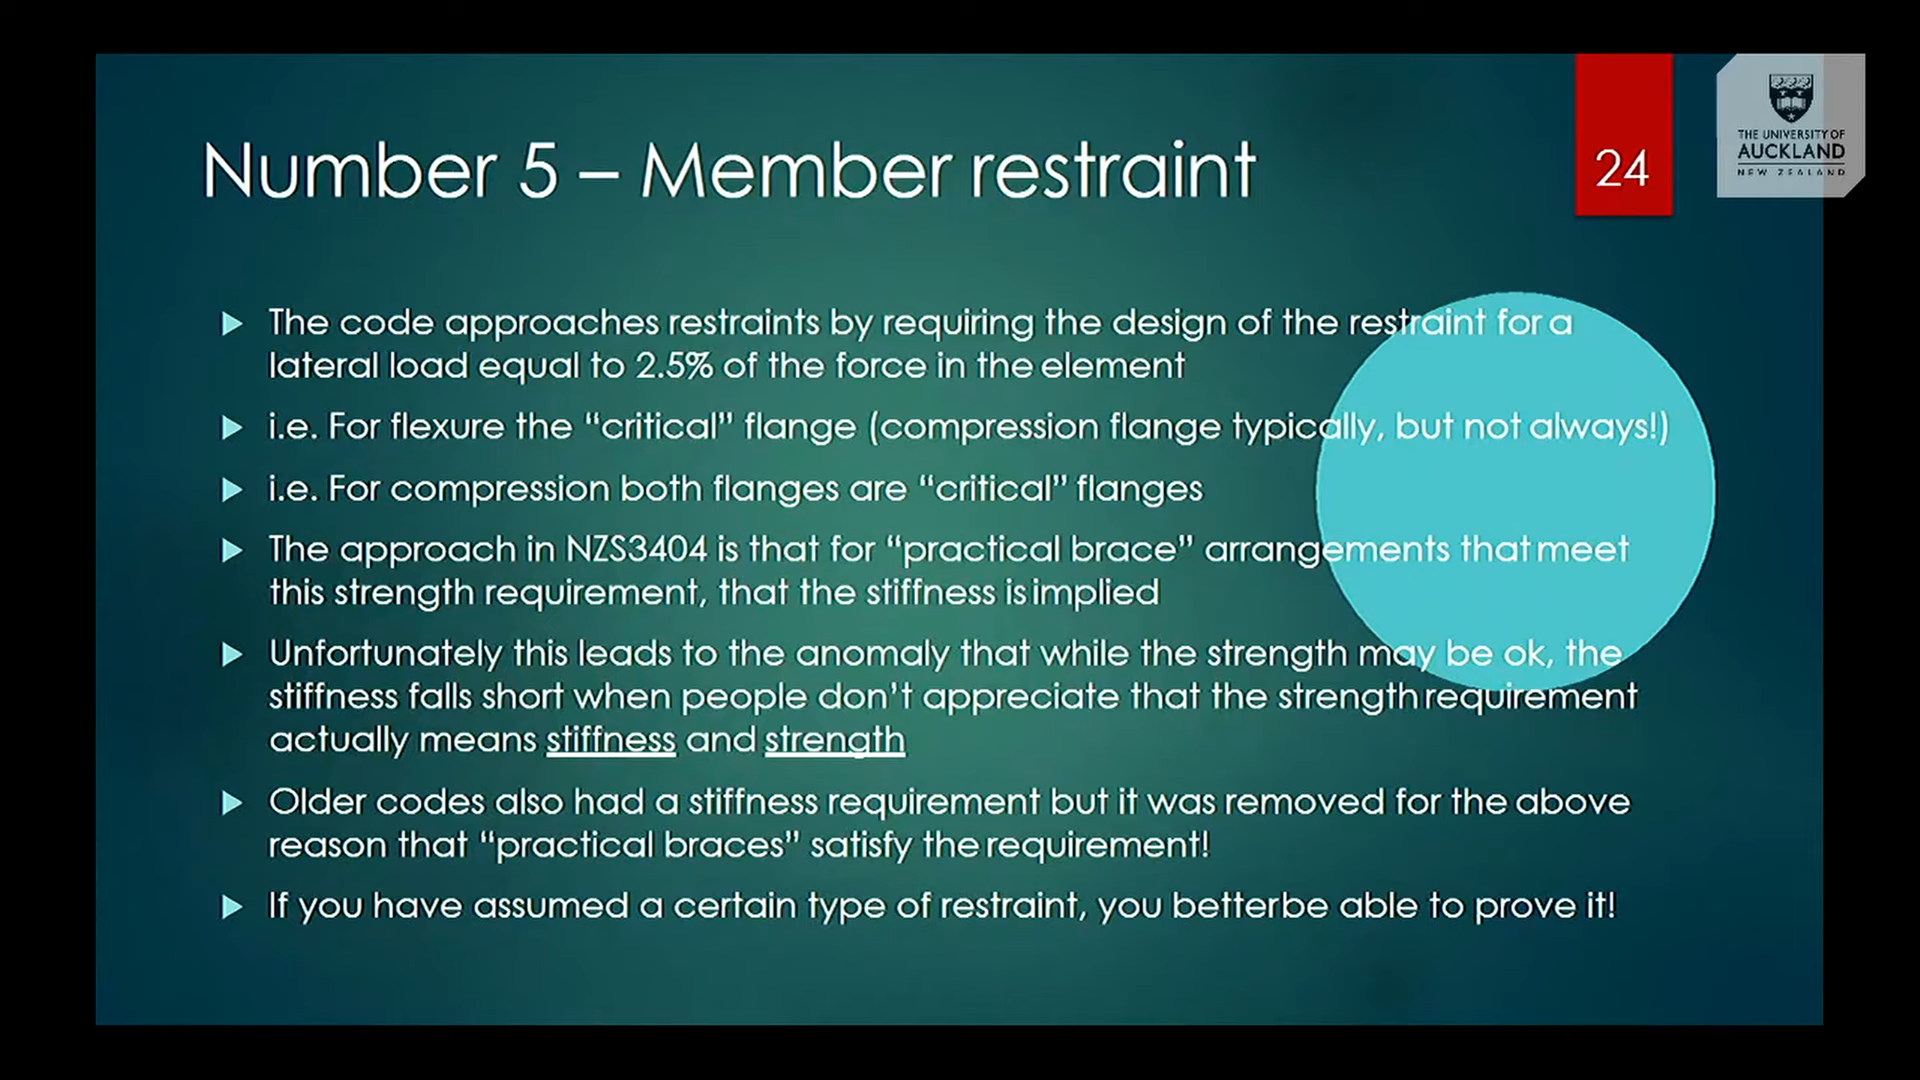 Number 5 – Member restraint
24
THE UNIVERSITY OF
AUCKLAND
NEW ZEALAND
The code approaches restraints by requiring the design of the restraint for a
lateral load equal to 2.5% of the force in the element
i.e. For flexure the “critical” flange (compression flange typically, but not always!)
i.e. For compression both flanges are “critical” flanges
The approach in NZS3404 is that for “practical brace” arrangements that meet
this strength requirement, that the stiffness is implied
Unfortunately this leads to the anomaly that while the strength may be ok, the
stiffness falls short when people don’t appreciate that the strength requirement
actually means stiffness and strength
Older codes also had a stiffness requirement but it was removed for the above
reason that “practical braces” satisfy the requirement!
If you have assumed a certain type of restraint, you better be able to prove it!